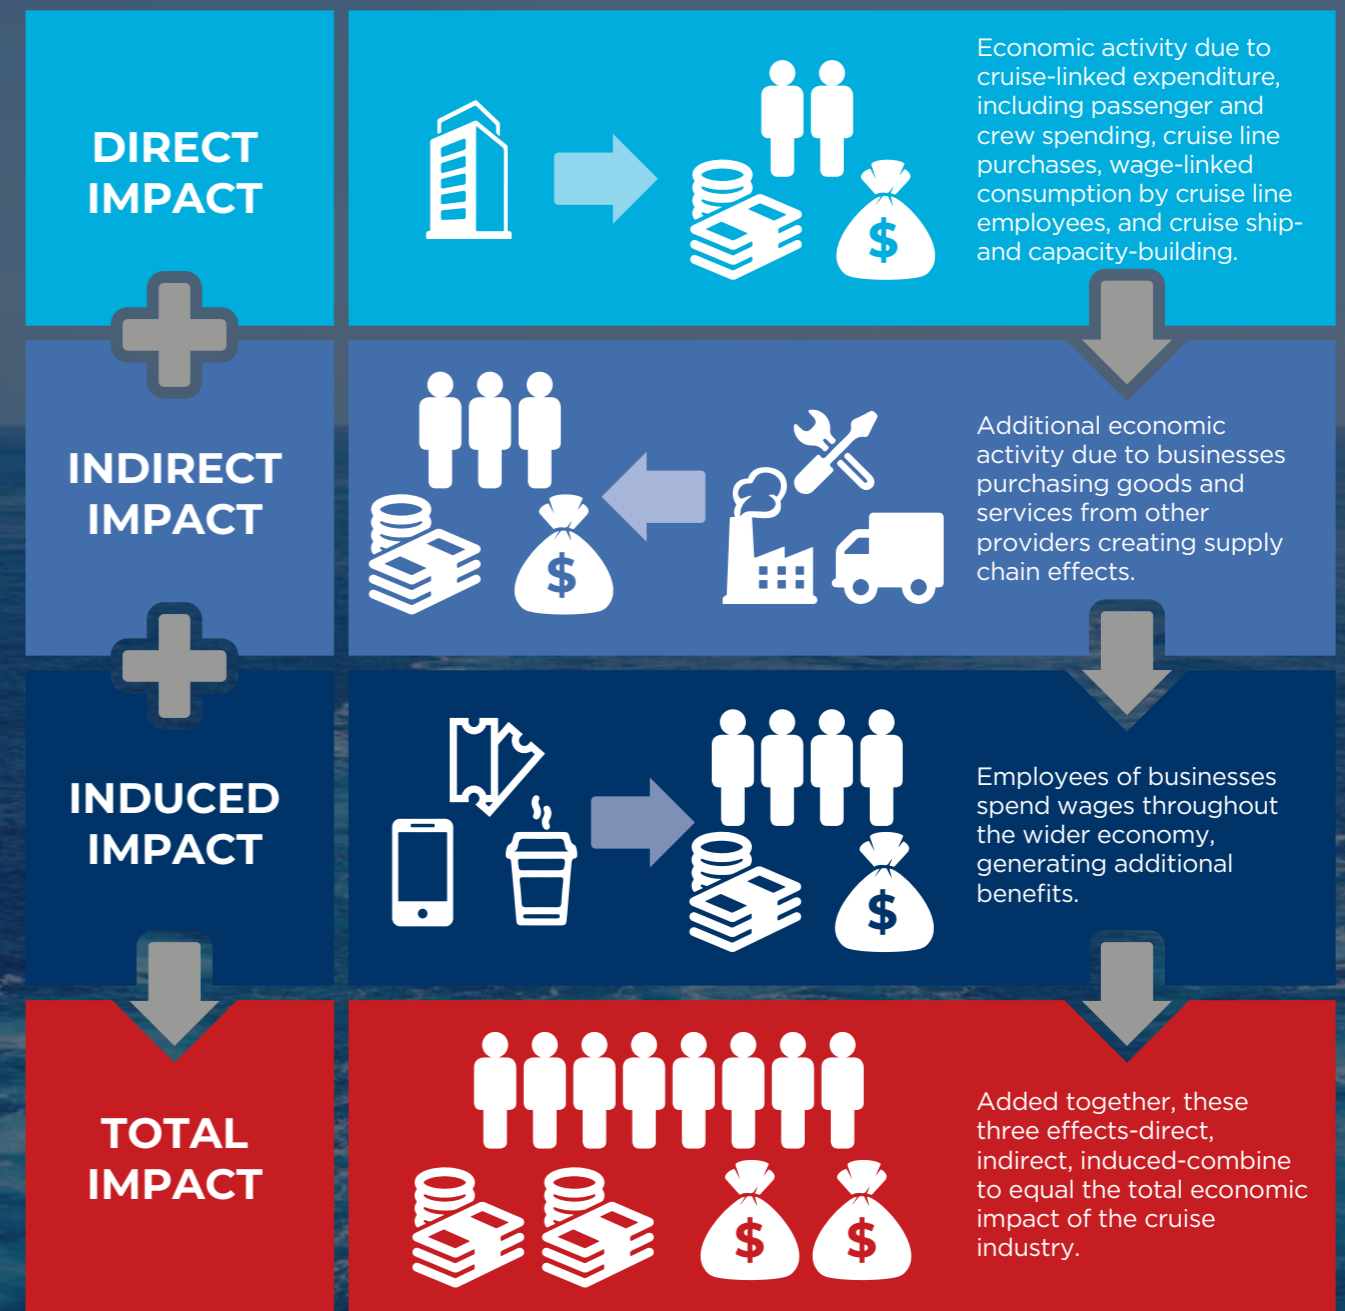 DIRECT
IMPACT
Economic activity due to
cruise-linked expenditure,
including passenger and
crew spending, cruise line
purchases, wage-linked
consumption by cruise line
employees, and cruise ship-
and capacity-building.
$
INDIRECT
IMPACT
$
Additional economic
activity due to businesses
purchasing goods and
services from other
providers creating supply
chain effects.
INDUCED
IMPACT
$
Employees of businesses
spend wages throughout
the wider economy,
generating additional
benefits.
TOTAL
IMPACT
$ $
Added together, these
three effects-direct,
indirect, induced-combine
to equal the total economic
impact of the cruise
industry.